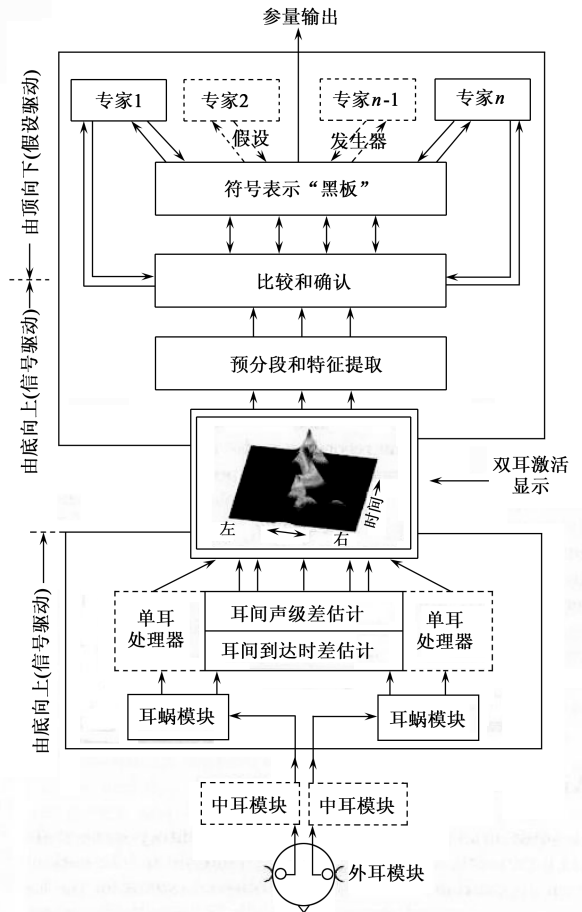 参量输出
专家1
专家2
专家n-1
专家n
假设
发生器
符号表示“黑板”
由顶向下(假设驱动)
比较和确认
预分段和特征提取
由底向上(信号驱动)
双耳激活
显示
左
右
时间
耳间声级差估计
单耳
处理器
耳间到达时差估计
单耳
处理器
由底向上(信号驱动)
耳蜗模块
耳蜗模块
中耳模块
中耳模块
外耳模块